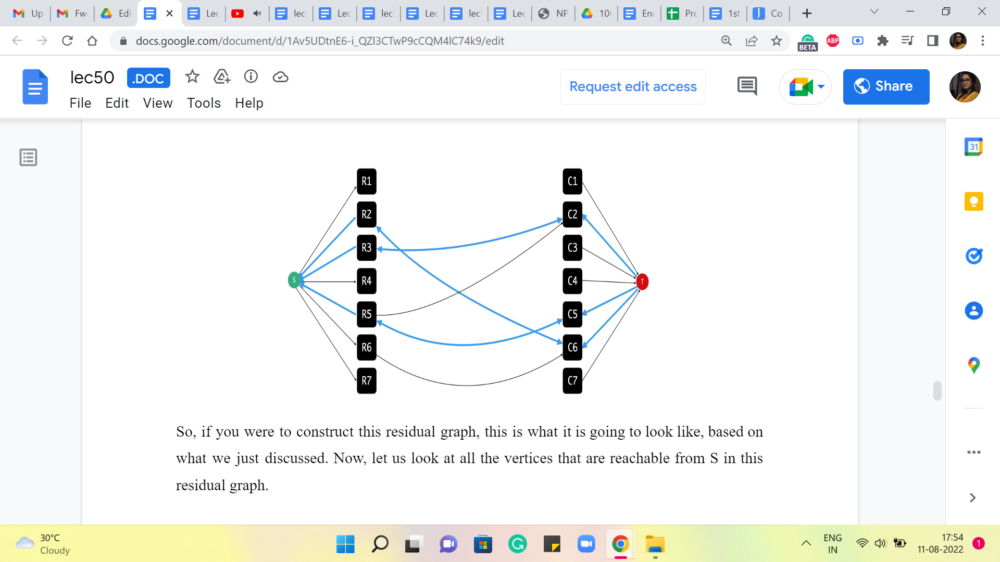 Up Fw Edi Lec lec Lec lec Lec lec Lec NP 10 En Pro 1st Co
docs.google.com/document/d/1Av5UDtnE6-i_QZl3CTwP9cCQM4lC74k9/edit
ABP
BETA
lec50 .DOC
Request edit access
Share
File Edit View Tools Help
31
R1 C1
R2 C2
R3 C3
S R4 C4 T
R5 C5
R6 C6
R7 C7
So, if you were to construct this residual graph, this is what it is going to look like, based on
what we just discussed. Now, let us look at all the vertices that are reachable from S in this
residual graph.
30°C
Cloudy
ENG
IN
17:54
11-08-2022
1